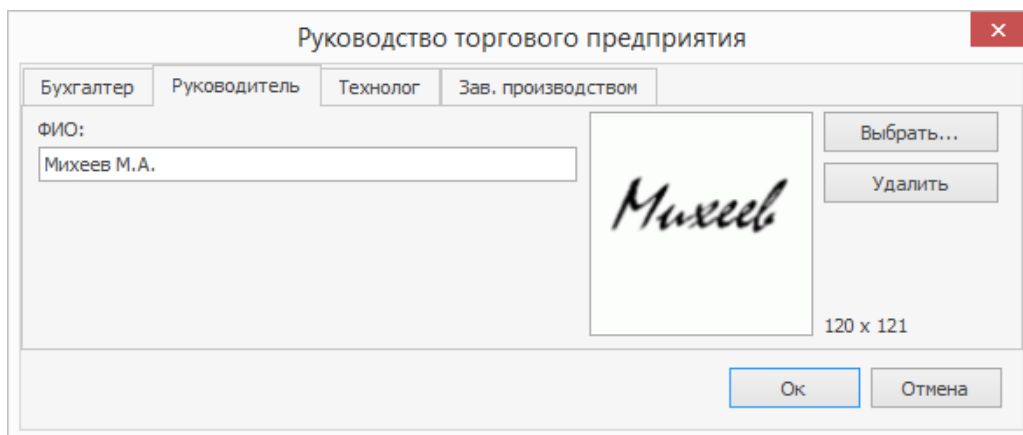 Руководство торгового предприятия
Бухгалтер Руководитель Технолог Зав. производством
ФИО:
Михеев М.А.
Михеев
Выбрать...
Удалить
120 x 121
Ок Отмена